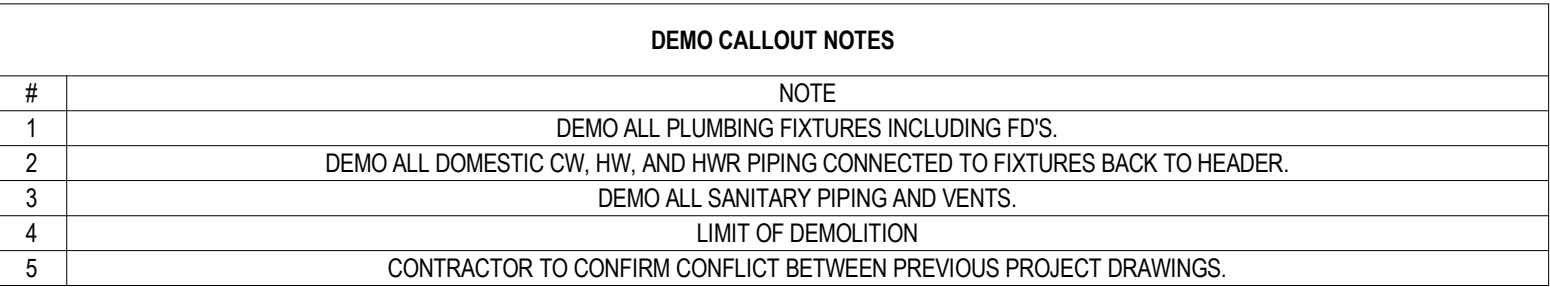 DEMO CALLOUT NOTES
# NOTE
1 DEMO ALL PLUMBING FIXTURES INCLUDING FD'S.
2 DEMO ALL DOMESTIC CW, HW, AND HWR PIPING CONNECTED TO FIXTURES BACK TO HEADER.
3 DEMO ALL SANITARY PIPING AND VENTS.
4 LIMIT OF DEMOLITION
5 CONTRACTOR TO CONFIRM CONFLICT BETWEEN PREVIOUS PROJECT DRAWINGS.